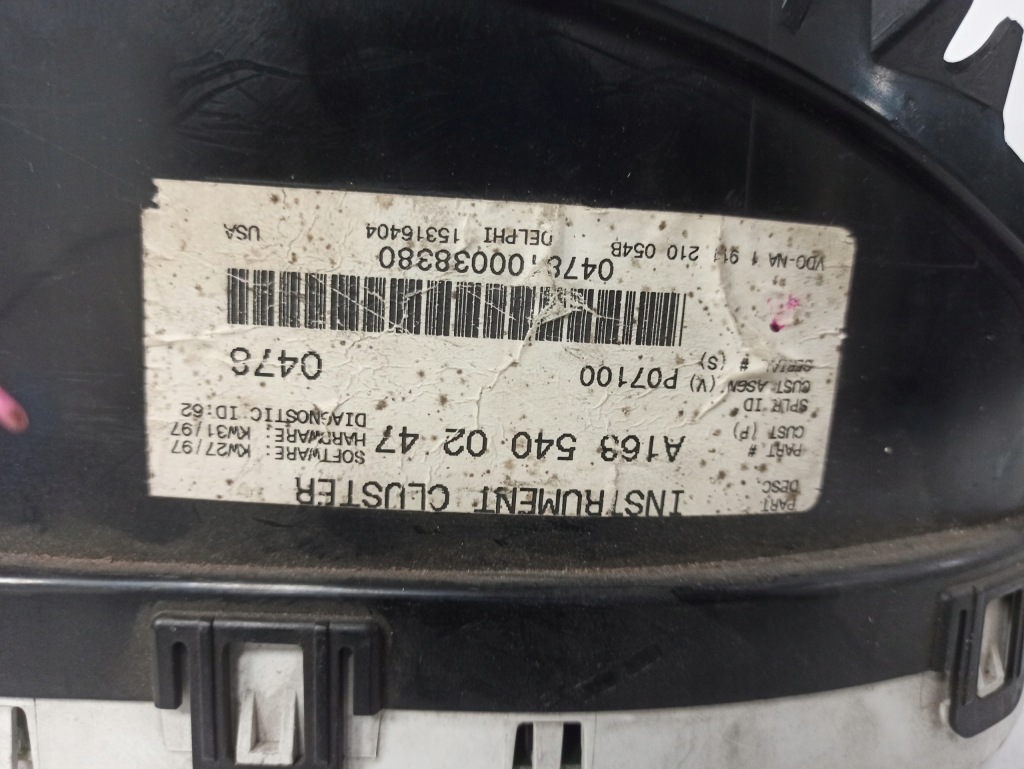 PART DESC INSTRUMENT CLUSTER
PART # CUST (P) A163 540 02 47
SOFTWARE: KW27/97
HARDWARE: KW31/97
DIAGNOSTIC ID:62
SPLR ID
CUST ASGN (V) P07100
0478
SERIAL # (S)
0478 00038380
VDO-NA 1 911 210 054B DELPHI 15316404 USA